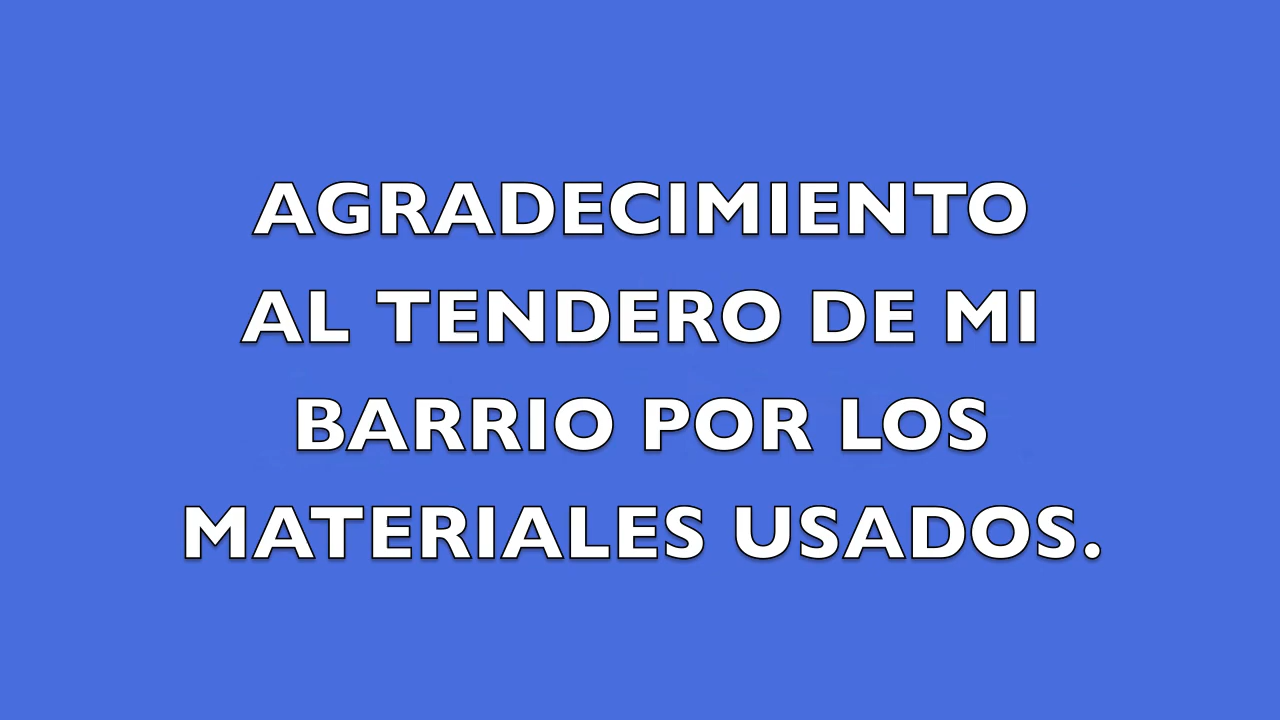 AGRADECIMIENTO
AL TENDERO DE MI
BARRIO POR LOS
MATERIALES USADOS.